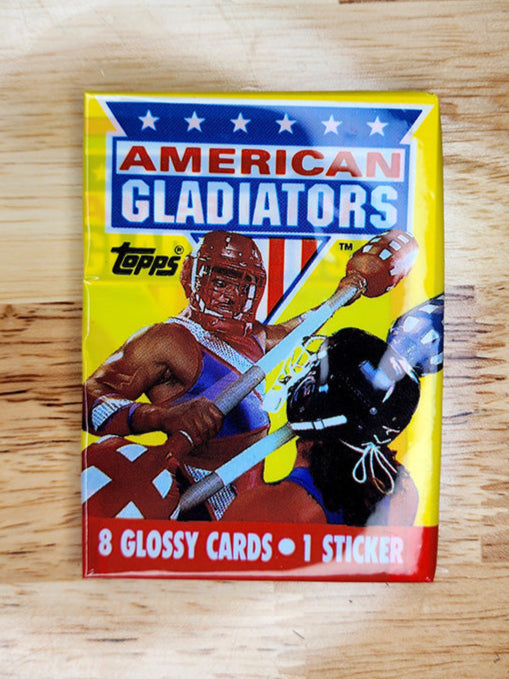 AMERICAN
GLADIATORS
TOPPS®
TM
8 GLOSSY CARDS • 1 STICKER